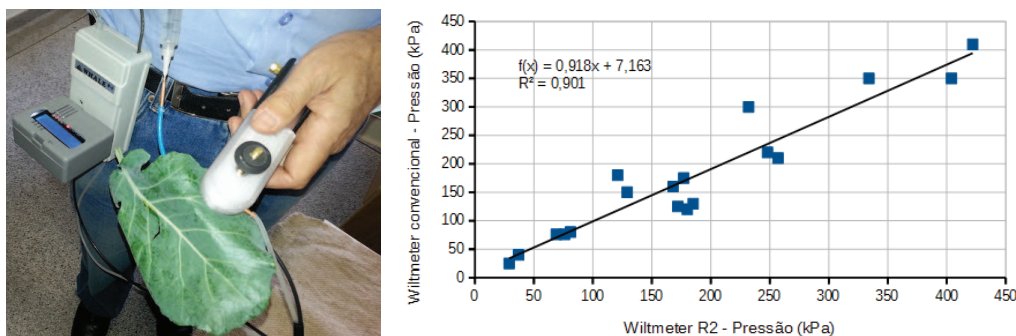 WHALE
450
400
350
300
250
200
150
100
50
0
Wiltmeter convencional - Pressão (kPa)
f(x) = 0,918x + 7,163
R² = 0,901
0 50 100 150 200 250 300 350 400 450
Wiltmeter R2 - Pressão (kPa)